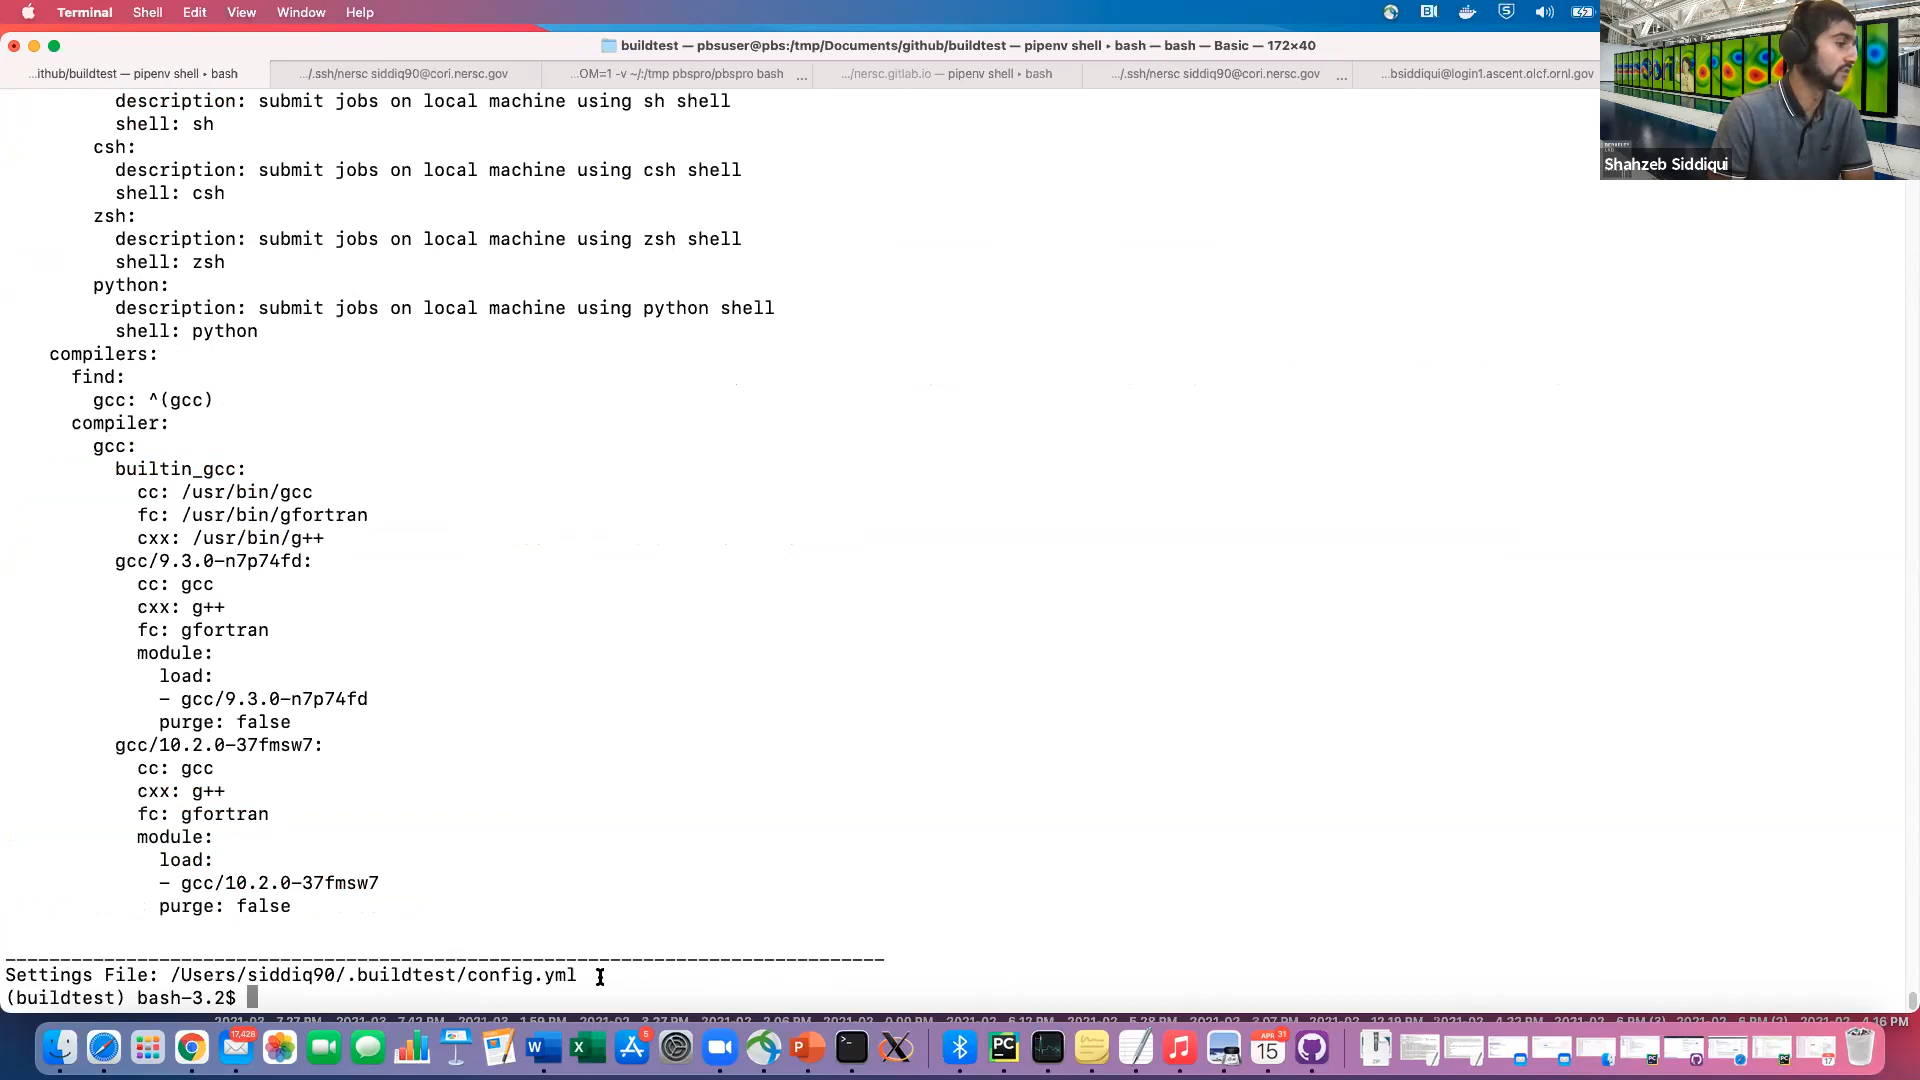 Terminal Shell Edit View Window Help
buildtest — pbsuser@pbs:/tmp/Documents/github/buildtest — pipenv shell ▸ bash — bash — Basic — 172×40
...ithub/buildtest — pipenv shell ▸ bash
.../.ssh/nersc siddiq90@cori.nersc.gov
...OM=1 -v ~/:/tmp pbspro/pbspro bash ...
.../nersc.gitlab.io — pipenv shell ▸ bash
.../.ssh/nersc siddiq90@cori.nersc.gov ...
...bsiddiqui@login1.ascent.olcf.ornl.gov
Shahzeb Siddiqui
description: submit jobs on local machine using sh shell
shell: sh
csh:
description: submit jobs on local machine using csh shell
shell: csh
zsh:
description: submit jobs on local machine using zsh shell
shell: zsh
python:
description: submit jobs on local machine using python shell
shell: python
compilers:
find:
gcc: ^(gcc)
compiler:
gcc:
builtin_gcc:
cc: /usr/bin/gcc
fc: /usr/bin/gfortran
cxx: /usr/bin/g++
gcc/9.3.0-n7p74fd:
cc: gcc
cxx: g++
fc: gfortran
module:
load:
- gcc/9.3.0-n7p74fd
purge: false
gcc/10.2.0-37fmsw7:
cc: gcc
cxx: g++
fc: gfortran
module:
load:
- gcc/10.2.0-37fmsw7
purge: false
________________________________________________________________________________
Settings File: /Users/siddiq90/.buildtest/config.yml
(buildtest) bash-3.2$
17,428
5
APR 31
15
PC
17